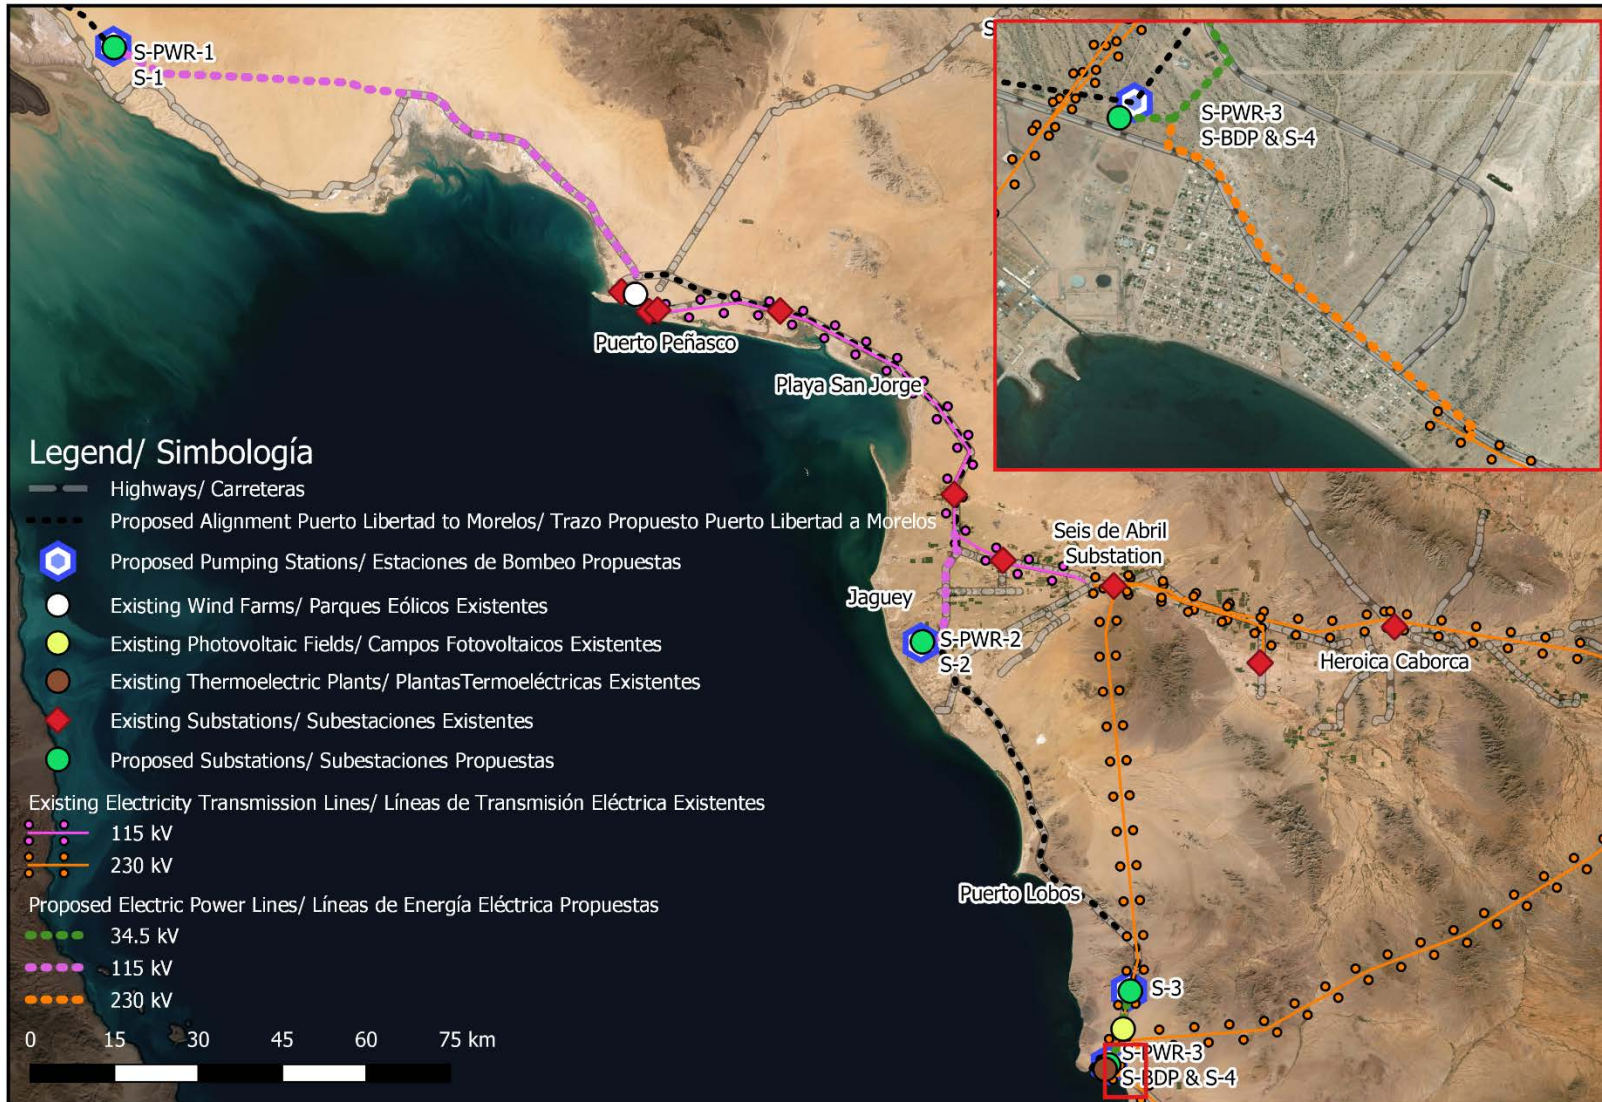 S-PWR-1
S-1
S
S-PWR-3
S-BDP & S-4
Puerto Peñasco
Playa San Jorge
Legend/ Simbología
Highways/ Carreteras
Proposed Alignment Puerto Libertad to Morelos/ Trazo Propuesto Puerto Libertad a Morelos
Proposed Pumping Stations/ Estaciones de Bombeo Propuestas
Existing Wind Farms/ Parques Eólicos Existentes
Existing Photovoltaic Fields/ Campos Fotovoltaicos Existentes
Existing Thermoelectric Plants/ PlantasTermoeléctricas Existentes
Existing Substations/ Subestaciones Existentes
Proposed Substations/ Subestaciones Propuestas
Existing Electricity Transmission Lines/ Líneas de Transmisión Eléctrica Existentes
115 kV
230 kV
Proposed Electric Power Lines/ Líneas de Energía Eléctrica Propuestas
34.5 kV
115 kV
230 kV
0 15 30 45 60 75 km
Seis de Abril
Substation
Jaguey
S-PWR-2
S-2
Heroica Caborca
Puerto Lobos
S-3
S-PWR-3
S-BDP & S-4